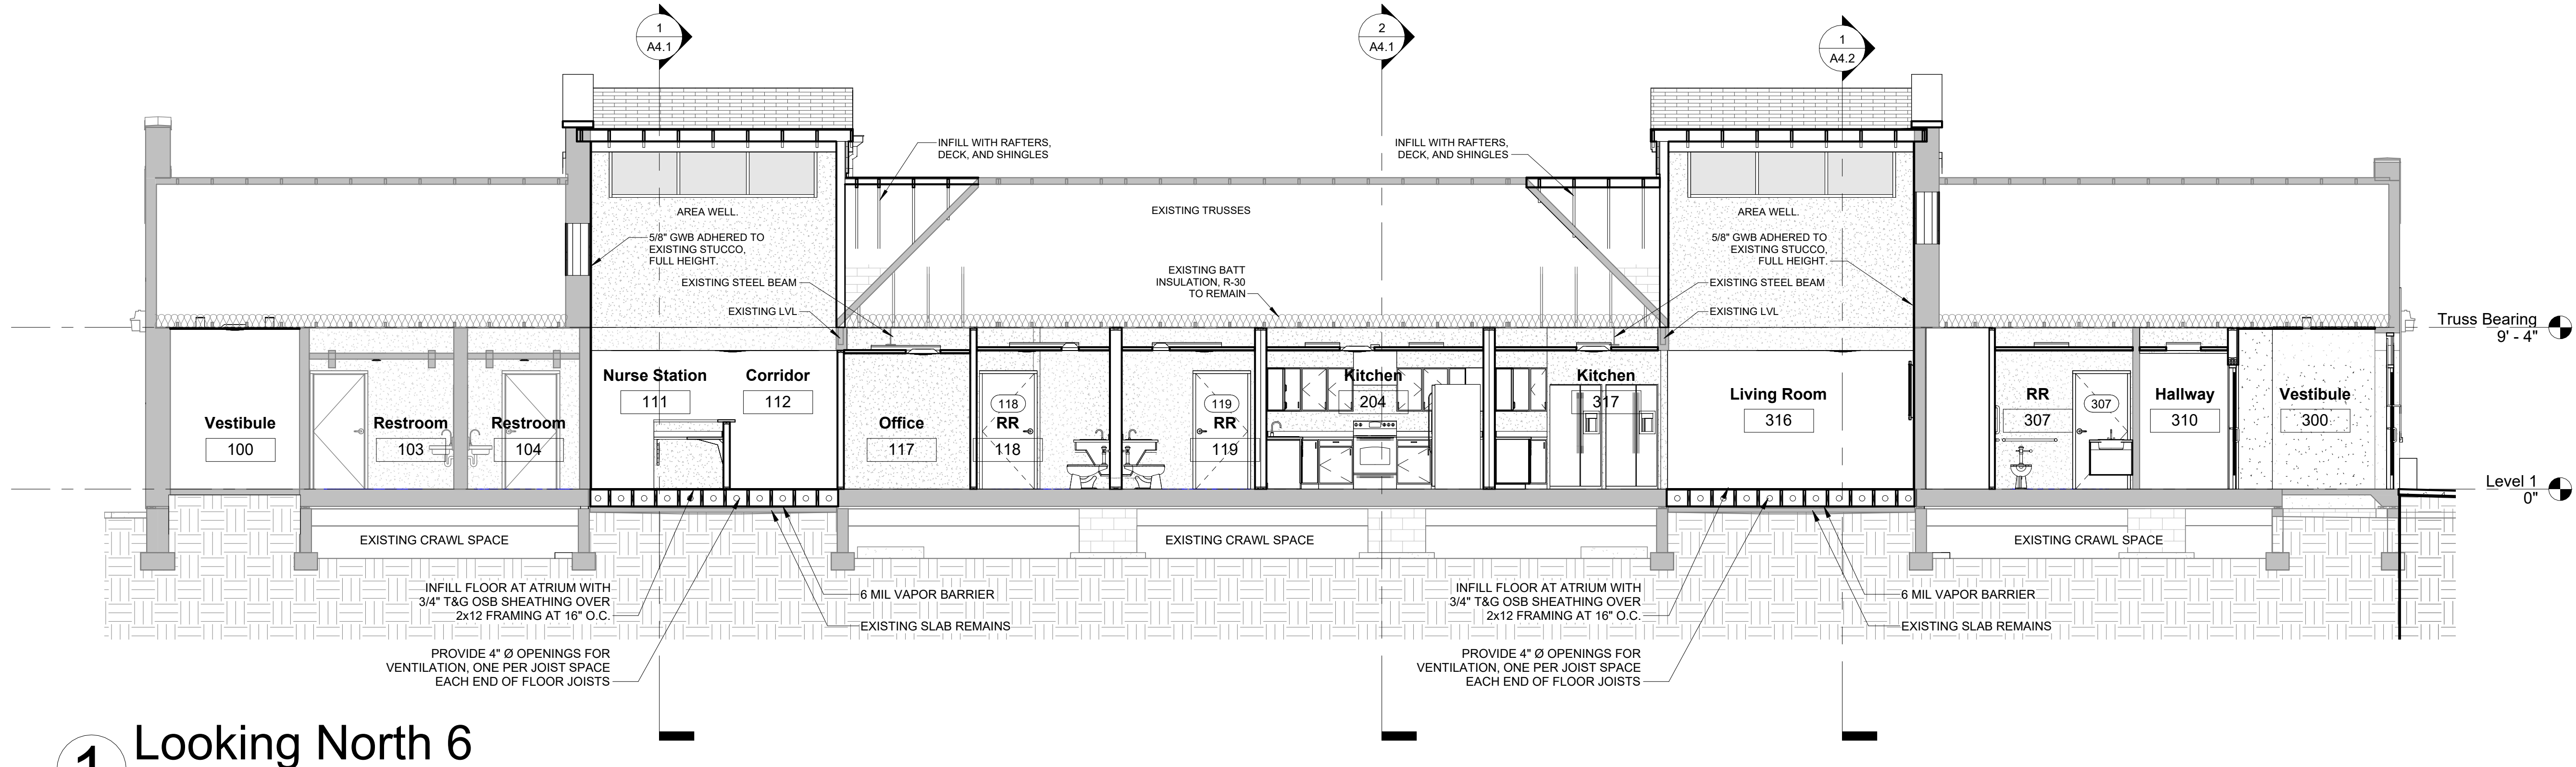 1
A4.1
2
A4.1
1
A4.2
INFILL WITH RAFTERS,
DECK, AND SHINGLES
INFILL WITH RAFTERS,
DECK, AND SHINGLES
AREA WELL.
EXISTING TRUSSES
AREA WELL.
5/8" GWB ADHERED TO
EXISTING STUCCO,
FULL HEIGHT.
5/8" GWB ADHERED TO
EXISTING STUCCO,
FULL HEIGHT.
EXISTING STEEL BEAM
EXISTING BATT
INSULATION, R-30
TO REMAIN
EXISTING STEEL BEAM
EXISTING LVL
EXISTING LVL
Truss Bearing
9' - 4"
Vestibule
100
Restroom
103
Restroom
104
Nurse Station
111
Corridor
112
Office
117
118
RR
118
119
RR
119
Kitchen
204
Kitchen
317
Living Room
316
RR
307
307
Hallway
310
Vestibule
300
Level 1
0"
EXISTING CRAWL SPACE
EXISTING CRAWL SPACE
EXISTING CRAWL SPACE
INFILL FLOOR AT ATRIUM WITH
3/4" T&G OSB SHEATHING OVER
2x12 FRAMING AT 16" O.C.
6 MIL VAPOR BARRIER
EXISTING SLAB REMAINS
INFILL FLOOR AT ATRIUM WITH
3/4" T&G OSB SHEATHING OVER
2x12 FRAMING AT 16" O.C.
6 MIL VAPOR BARRIER
EXISTING SLAB REMAINS
PROVIDE 4" Ø OPENINGS FOR
VENTILATION, ONE PER JOIST SPACE
EACH END OF FLOOR JOISTS
PROVIDE 4" Ø OPENINGS FOR
VENTILATION, ONE PER JOIST SPACE
EACH END OF FLOOR JOISTS
1
Looking North 6